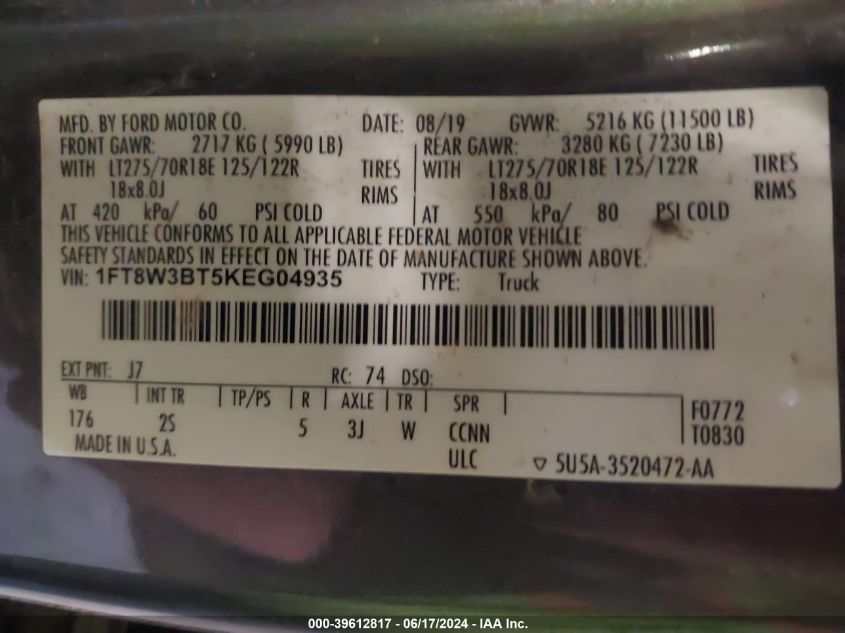 MFD. BY FORD MOTOR CO. DATE: 08/19 GVWR: 5216 KG (11500 LB)
FRONT GAWR: 2717 KG ( 5990 LB) REAR GAWR: 3280 KG ( 7230 LB)
WITH LT275/70R18E 125/122R TIRES WITH LT275/70R18E 125/122R TIRES
18x8.0J RIMS 18x8.0J RIMS
AT 420 kPa/ 60 PSI COLD AT 550 kPa/ 80 PSI COLD
THIS VEHICLE CONFORMS TO ALL APPLICABLE FEDERAL MOTOR VEHICLE
SAFETY STANDARDS IN EFFECT ON THE DATE OF MANUFACTURE SHOWN ABOVE.
VIN: 1FT8W3BT5KEG04935 TYPE: Truck
EXT PNT: J7 RC: 74 DSO:
WB INT TR TP/PS R AXLE TR SPR F0772
176 2S 5 3J W CCNN T0830
MADE IN U.S.A. ULC ▽ 5U5A-3520472-AA
000-39612817 - 06/17/2024 - IAA Inc.